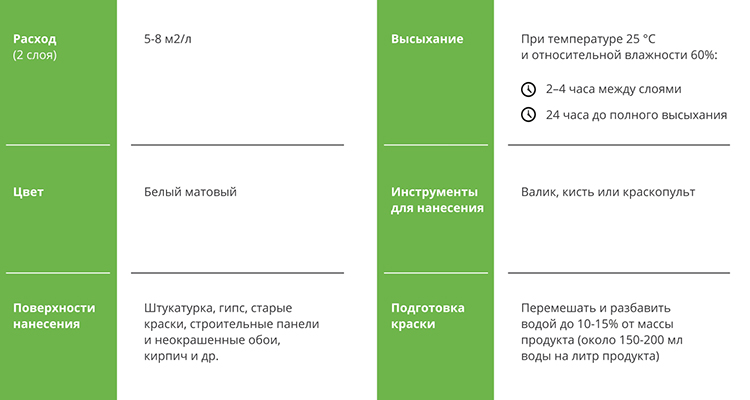 Расход
(2 слоя)
5-8 м2/л
Высыхание
При температуре 25 °C
и относительной влажности 60%:
2–4 часа между слоями
24 часа до полного высыхания
Цвет
Белый матовый
Инструменты
для нанесения
Валик, кисть или краскопульт
Поверхности
нанесения
Штукатурка, гипс, старые
краски, строительные панели
и неокрашенные обои,
кирпич и др.
Подготовка
краски
Перемешать и разбавить
водой до 10-15% от массы
продукта (около 150-200 мл
воды на литр продукта)